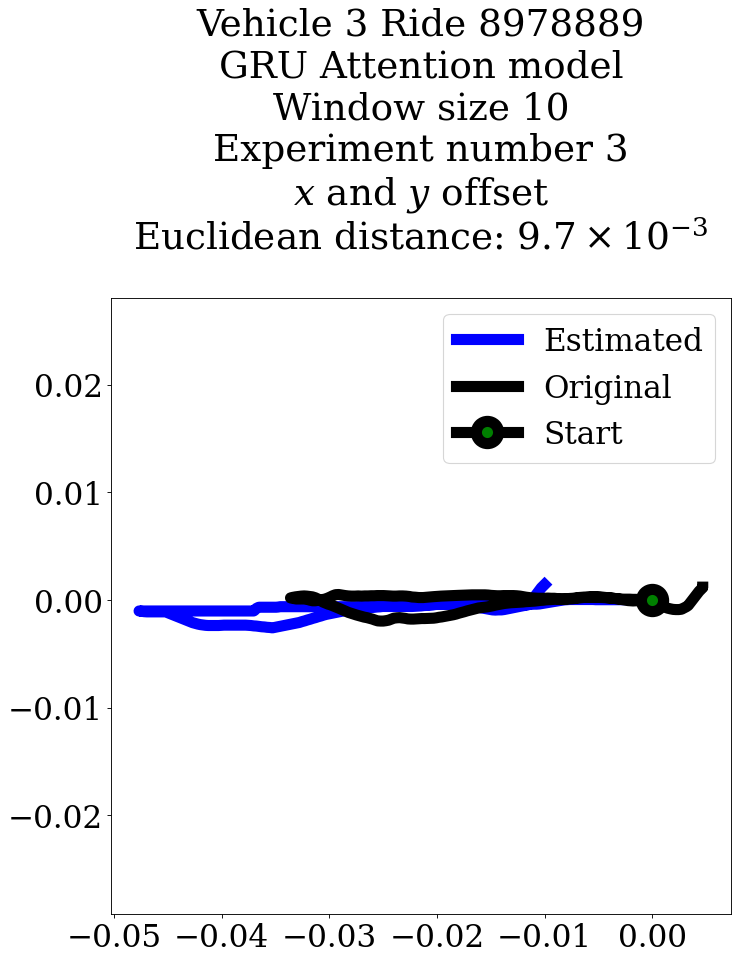 Vehicle 3 Ride 8978889
GRU Attention model
Window size 10
Experiment number 3
x and y offset
Euclidean distance: 9.7 × 10⁻³
Estimated
Original
Start
0.02
0.01
0.00
−0.01
−0.02
−0.05 −0.04 −0.03 −0.02 −0.01 0.00